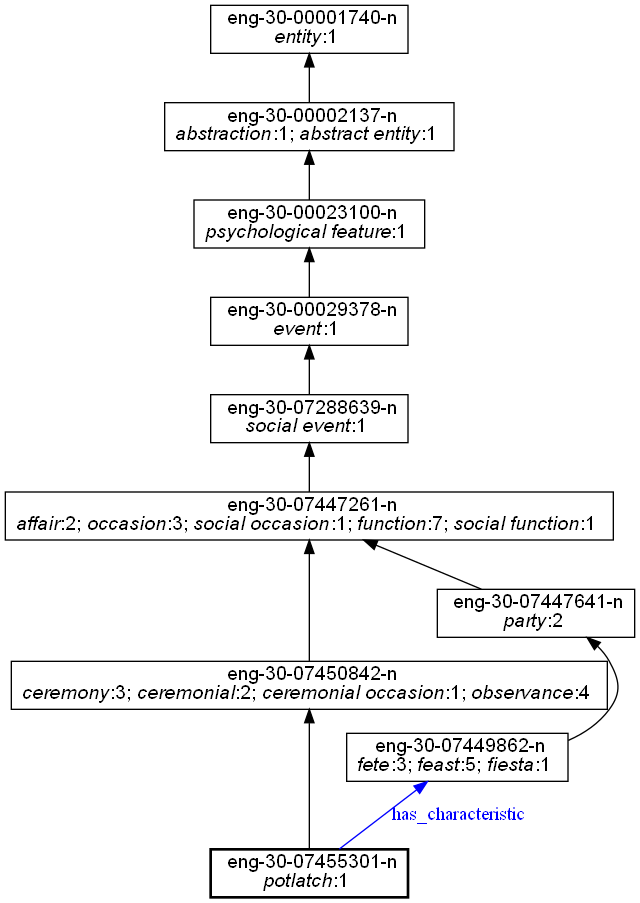 eng-30-00001740-n
entity:1
eng-30-00002137-n
abstraction:1; abstract entity:1
eng-30-00023100-n
psychological feature:1
eng-30-00029378-n
event:1
eng-30-07288639-n
social event:1
eng-30-07447261-n
affair:2; occasion:3; social occasion:1; function:7; social function:1
eng-30-07447641-n
party:2
eng-30-07450842-n
ceremony:3; ceremonial:2; ceremonial occasion:1; observance:4
eng-30-07449862-n
fete:3; feast:5; fiesta:1
has_characteristic
eng-30-07455301-n
potlatch:1